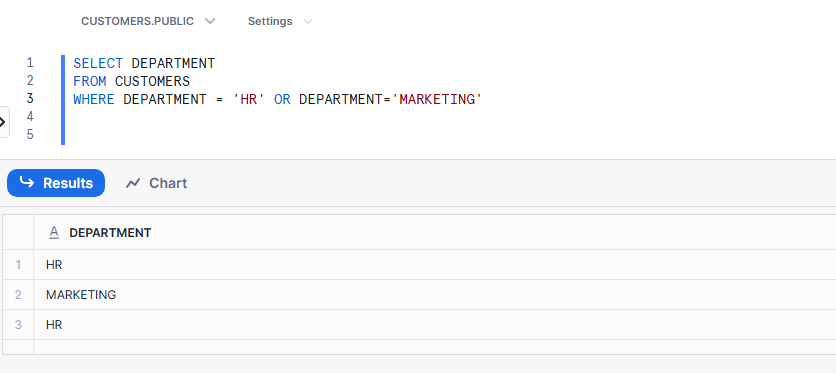 CUSTOMERS.PUBLIC Settings
1 SELECT DEPARTMENT
2 FROM CUSTOMERS
3 WHERE DEPARTMENT = 'HR' OR DEPARTMENT='MARKETING'
4
5
Results Chart
A DEPARTMENT
1 HR
2 MARKETING
3 HR